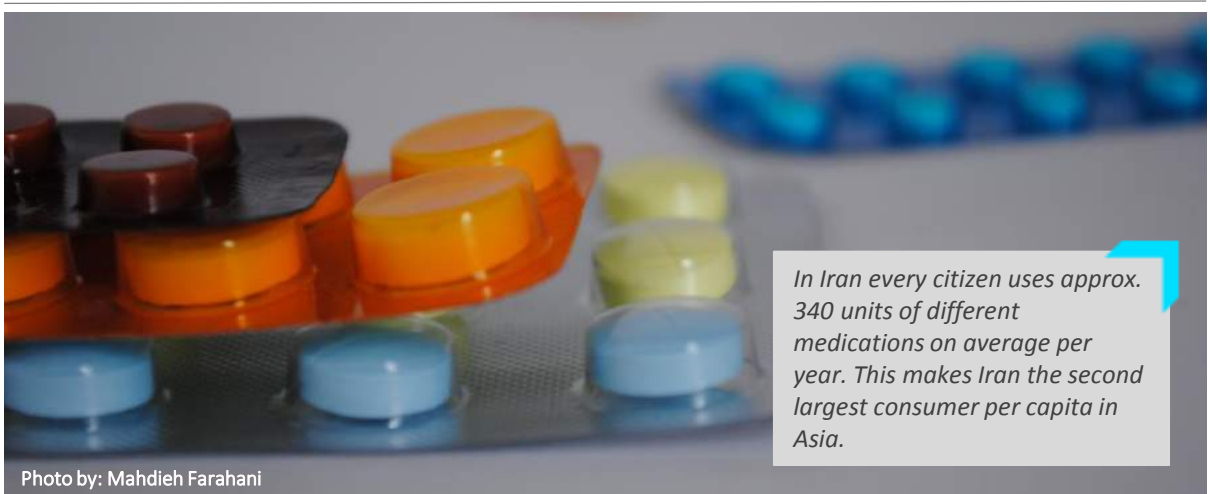 In Iran every citizen uses approx.
340 units of different
medications on average per
year. This makes Iran the second
largest consumer per capita in
Asia.
Photo by: Mahdieh Farahani